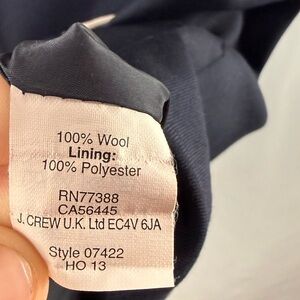 100% Wool
Lining:
100% Polyester
RN77388
CA56445
J. CREW U.K. Ltd EC4V 6JA
Style 07422
HO 13